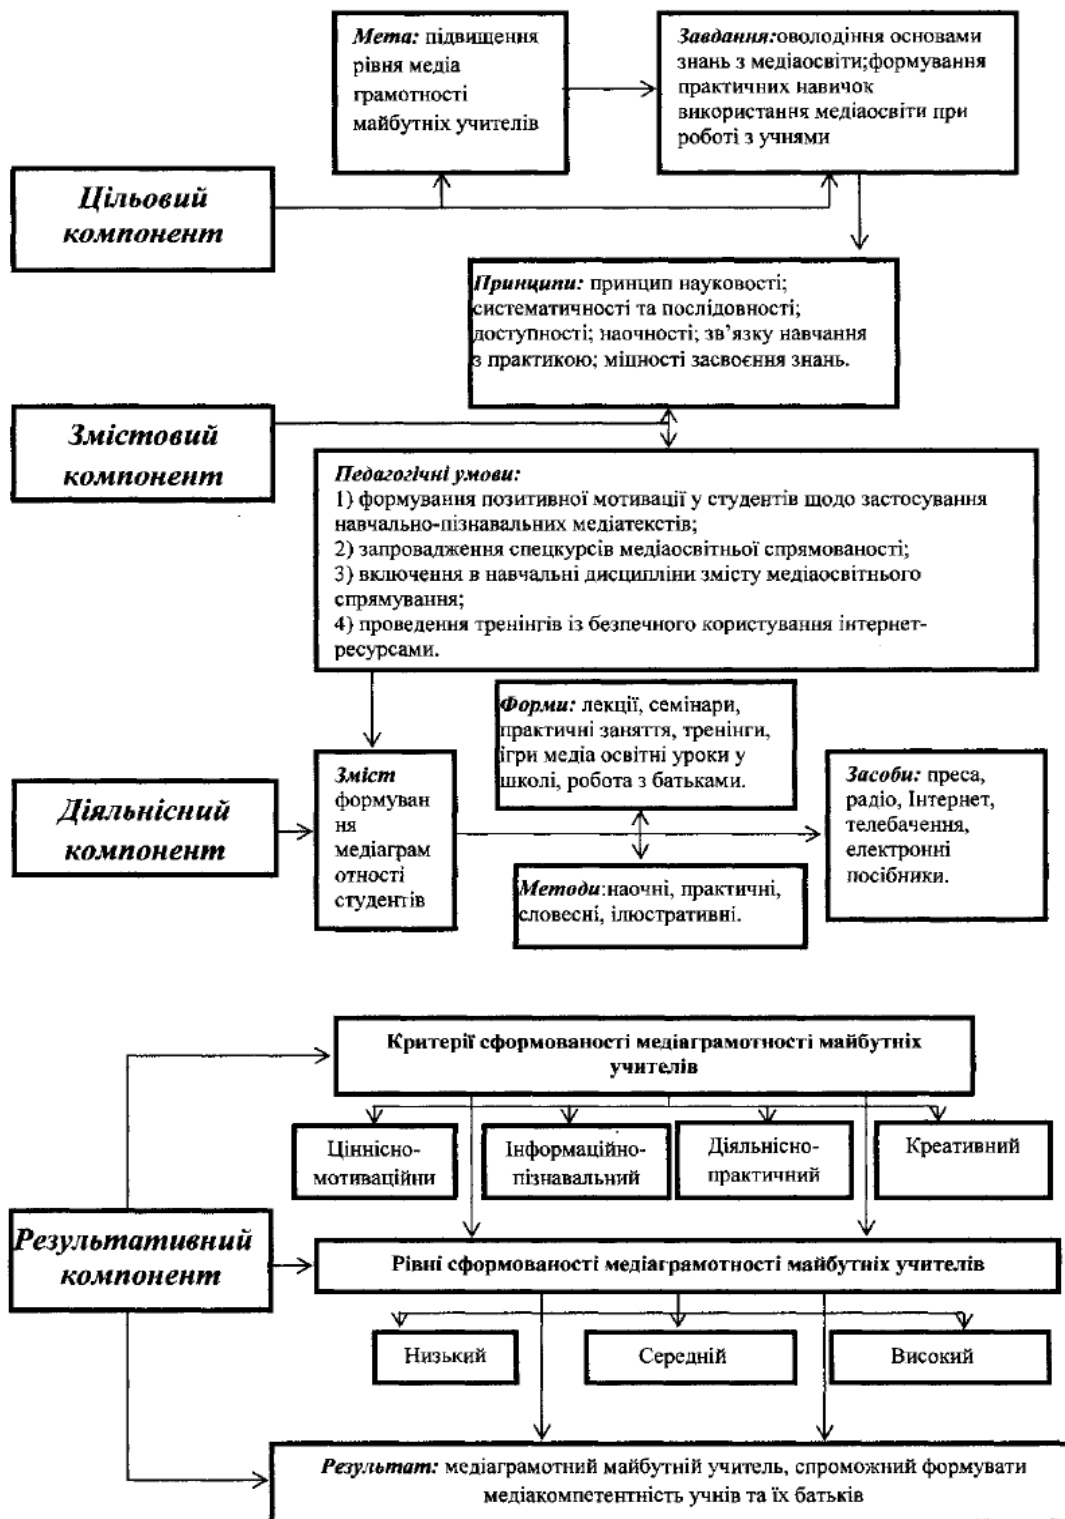 Мета: підвищення
рівня медіа
грамотності
майбутніх учителів
Завдання:оволодіння основами
знань з медіаосвіти;формування
практичних навичок
використання медіаосвіти при
роботі з учнями
Цільовий
компонент
Принципи: принцип науковості;
систематичності та послідовності;
доступності; наочності; зв’язку навчання
з практикою; міцності засвоєння знань.
Змістовий
компонент
Педагогічні умови:
1) формування позитивної мотивації у студентів щодо застосування
навчально-пізнавальних медіатекстів;
2) запровадження спецкурсів медіаосвітньої спрямованості;
3) включення в навчальні дисципліни змісту медіаосвітнього
спрямування;
4) проведення тренінгів із безпечного користування інтернет-
ресурсами.
Форми: лекції, семінари,
практичні заняття, тренінги,
ігри медіа освітні уроки у
школі, робота з батьками.
Діяльнісний
компонент
Зміст
формуван
ня
медіаграм
отності
студентів
Засоби: преса,
радіо, Інтернет,
телебачення,
електронні
посібники.
Методи:наочні, практичні,
словесні, ілюстративні.
Критерії сформованості медіаграмотності майбутніх
учителів
Ціннісно-
мотиваційни
Інформаційно-
пізнавальний
Діяльнісно-
практичний
Креативний
Результативний
компонент
Рівні сформованості медіаграмотності майбутніх учителів
Низький
Середній
Високий
Результат: медіаграмотний майбутній учитель, спроможний формувати
медіакомпетентність учнів та їх батьків